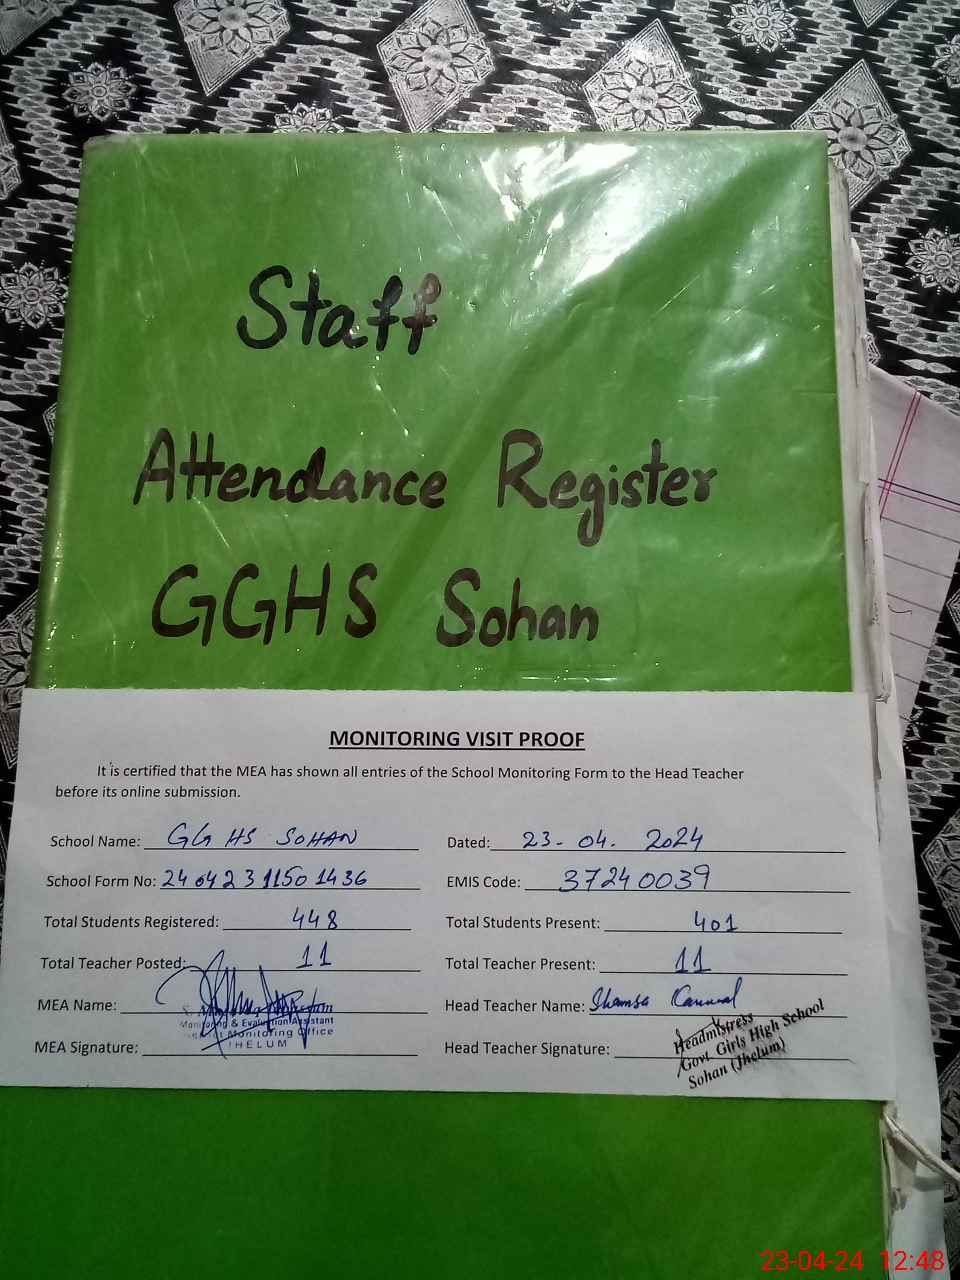 Staff
Attendance Register
GGHS Sohan
MONITORING VISIT PROOF
It is certified that the MEA has shown all entries of the School Monitoring Form to the Head Teacher
before its online submission.
School Name: GG HS SOHAN Dated: 23-04. 2024
School Form No: 24042311501436 EMIS Code: 37240039
Total Students Registered: 448 Total Students Present: 401
Total Teacher Posted: 11 Total Teacher Present: 11
MEA Name: Head Teacher Name: Shamsa
Monitoring & Evaluation Assistant
Monitoring Office
JHELUM
MEA Signature: Head Teacher Signature:
Headmistress
Govt. Girls High School
Sohan (Jhelum)
23-04-24 12:48